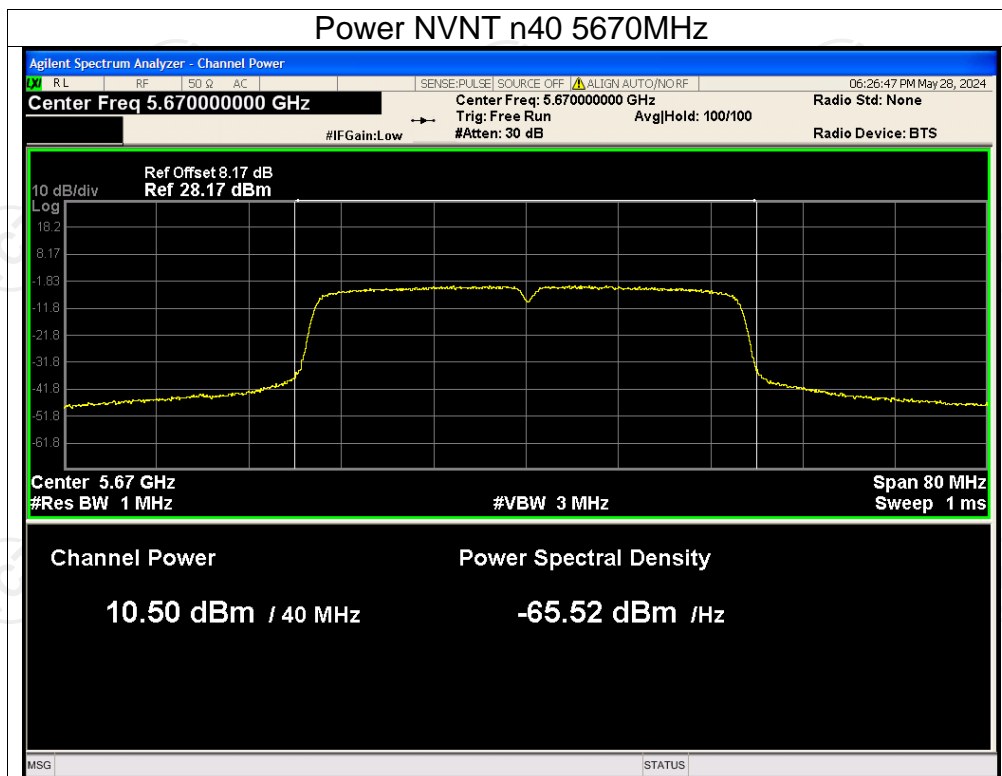 Power NVNT n40 5670MHz
Agilent Spectrum Analyzer - Channel Power
LXI RL RF 50 Ω AC SENSE:PULSE SOURCE OFF ALIGN AUTO/NO RF 06:26:47 PM May 28, 2024
Center Freq 5.670000000 GHz Center Freq: 5.670000000 GHz Radio Std: None
Trig: Free Run Avg|Hold: 100/100
#IFGain:Low #Atten: 30 dB Radio Device: BTS
Ref Offset 8.17 dB
10 dB/div Ref 28.17 dBm
Log
18.2
8.17
-1.83
-11.8
-21.8
-31.8
-41.8
-51.8
-61.8
Center 5.67 GHz Span 80 MHz
#Res BW 1 MHz #VBW 3 MHz Sweep 1 ms
Channel Power Power Spectral Density
10.50 dBm / 40 MHz -65.52 dBm /Hz
MSG STATUS